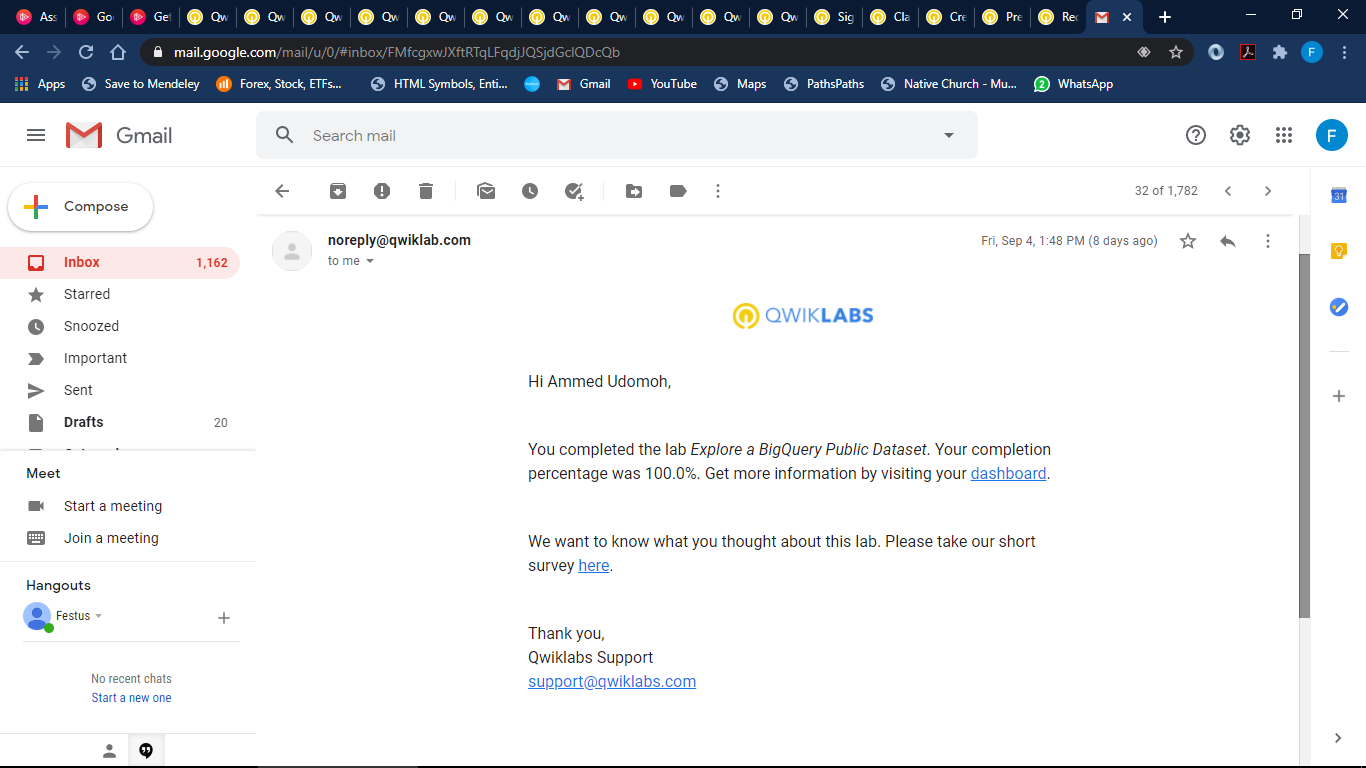 Ass
Goo
Get
Qw
Qw
Qw
Qw
Qw
Qw
Qw
Qw
Qw
Qw
Qw
Sig
Cla
Cre
Pre
Rec
mail.google.com/mail/u/0/#inbox/FMfcgxwJXftRTqLFqdjJQSjdGclQDcQb
F
Apps
Save to Mendeley
Forex, Stock, ETFs...
HTML Symbols, Enti...
Gmail
YouTube
Maps
PathsPaths
Native Church - Mu...
2
WhatsApp
Gmail
Search mail
F
Compose
32 of 1,782
31
Inbox 1,162
Starred
Snoozed
Important
Sent
Drafts 20
Meet
Start a meeting
Join a meeting
Hangouts
Festus
No recent chats
Start a new one
noreply@qwiklab.com
Fri, Sep 4, 1:48 PM (8 days ago)
to me
QWIKLABS
Hi Ammed Udomoh,
You completed the lab Explore a BigQuery Public Dataset. Your completion
percentage was 100.0%. Get more information by visiting your dashboard.
We want to know what you thought about this lab. Please take our short
survey here.
Thank you,
Qwiklabs Support
support@qwiklabs.com